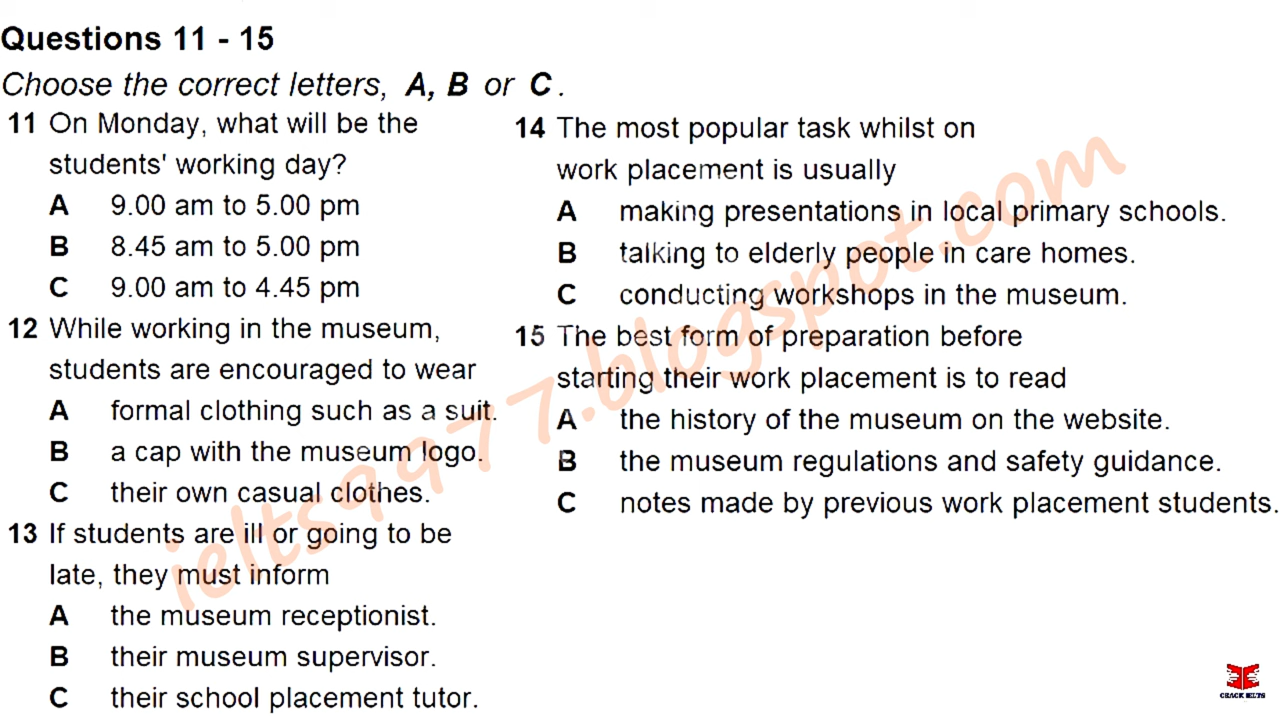 Questions 11 - 15
Choose the correct letters, A, B or C.
11 On Monday, what will be the
students' working day?
A 9.00 am to 5.00 pm
B 8.45 am to 5.00 pm
C 9.00 am to 4.45 pm
12 While working in the museum,
students are encouraged to wear
A formal clothing such as a suit.
B a cap with the museum logo.
C their own casual clothes.
13 If students are ill or going to be
late, they must inform
A the museum receptionist.
B their museum supervisor.
C their school placement tutor.
14 The most popular task whilst on
work placement is usually
A making presentations in local primary schools.
B talking to elderly people in care homes.
C conducting workshops in the museum.
15 The best form of preparation before
starting their work placement is to read
A the history of the museum on the website.
B the museum regulations and safety guidance.
C notes made by previous work placement students.
ielts9977.blogspot.com
CRACK IELTS